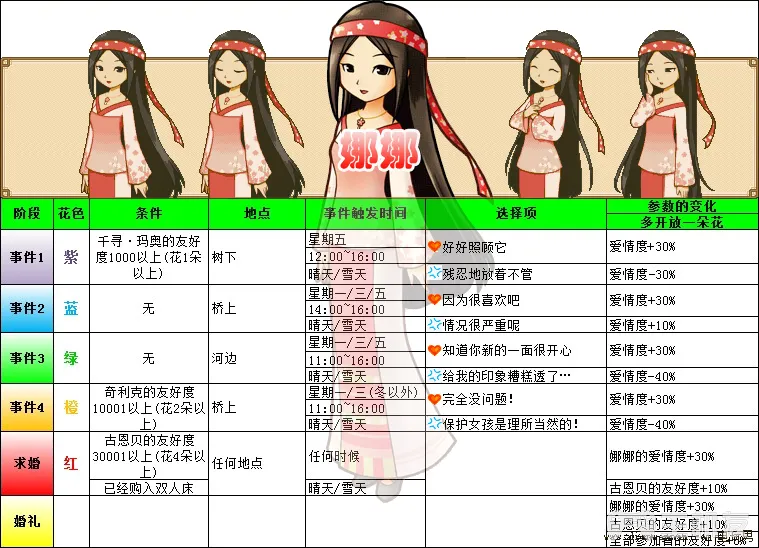 娜娜
阶段 花色 条件 地点 事件触发时间 选择项 参数的变化
多开放一朵花
事件1 紫 千寻·玛奥的友好
度1000以上(花1朵
以上) 树下
星期五
12:00~16:00
晴天/雪天
好好照顾它 爱情度+30%
残忍地放着不管 爱情度-30%
事件2 蓝 无 桥上
星期一/三/五
14:00~16:00
晴天/雪天
因为很喜欢吧 爱情度+30%
情况很严重呢 爱情度+10%
事件3 绿 无 河边
星期一/三/五
11:00~16:00
晴天/雪天
知道你新的一面很开心 爱情度+30%
给我的印象糟糕透了… 爱情度-40%
事件4 橙 奇利克的友好度
10001以上(花2朵以
上) 桥上
星期一/三(冬以外)
11:00~16:00
晴天/雪天
完全没问题! 爱情度+30%
保护女孩是理所当然的! 爱情度-40%
求婚 红 古恩贝的友好度
30001以上(花4朵以
上)
已经购入双人床
任何地点
任何时候
晴天/雪天
娜娜的爱情度+30%
古恩贝的友好度+10%
婚礼
娜娜的爱情度+30%
古恩贝的友好度+10%
全部参加者的友好度+6%